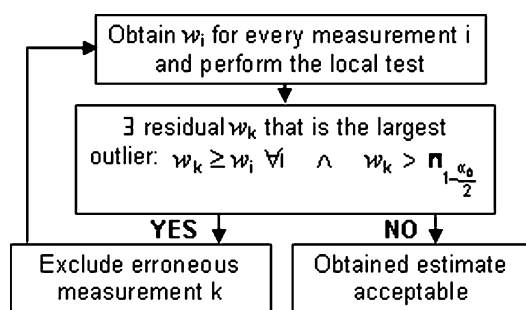 Obtain wᵢ for every measurement i
and perform the local test
∃ residual wₖ that is the largest
outlier: wₖ ≥ wᵢ ∀i ∧ wₖ > n₁₋α₀/₂
YES
NO
Exclude erroneous
measurement k
Obtained estimate
acceptable